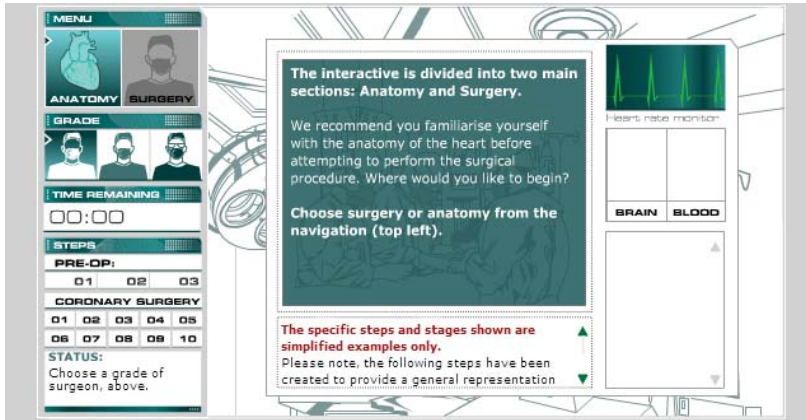 MENU
ANATOMY SURGERY
GRADE
TIME REMAINING
00:00
STEPS
PRE-OP:
01 02 03
CORONARY SURGERY
01 02 03 04 05
06 07 08 09 10
STATUS:
Choose a grade of
surgeon, above.
The interactive is divided into two main
sections: Anatomy and Surgery.
We recommend you familiarise yourself
with the anatomy of the heart before
attempting to perform the surgical
procedure. Where would you like to begin?
Choose surgery or anatomy from the
navigation (top left).
The specific steps and stages shown are
simplified examples only.
Please note, the following steps have been
created to provide a general representation
Heart rate monitor
BRAIN BLOOD